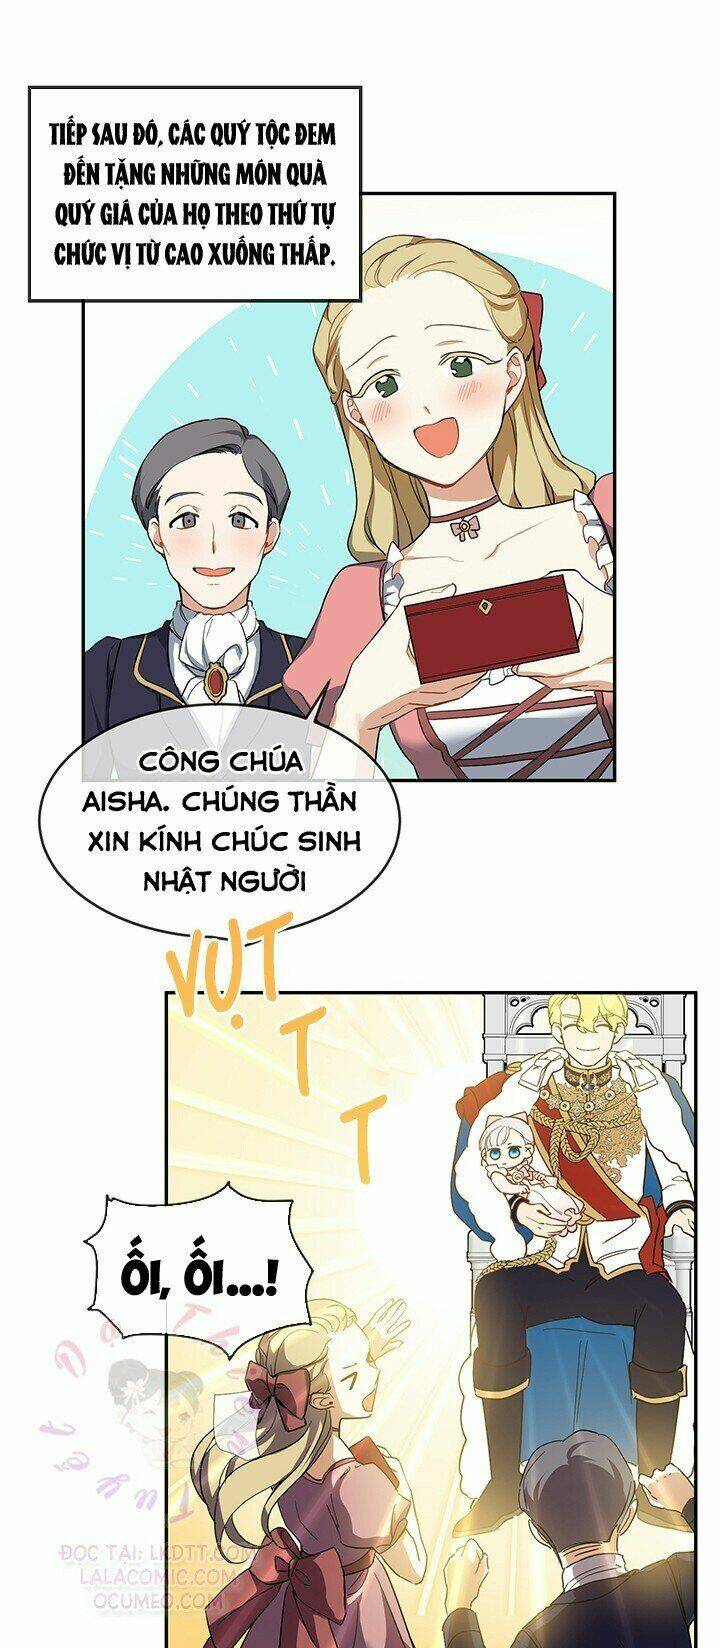 TIẾP SAU ĐÓ, CÁC QUÝ TỘC ĐEM
ĐẾN TẶNG NHỮNG MÓN QUÀ
QUÝ GIÁ CỦA HỌ THEO THỨ TỰ
CHỨC VỊ TỪ CAO XUỐNG THẤP.
CÔNG CHÚA
AISHA. CHÚNG THẦN
XIN KÍNH CHÚC SINH
NHẬT NGƯỜI
VỤT
T
T
ỐI, ỐI...!
ĐỌC TẠI: LKDTT.COM
LALACOMIC.COM
OCUMEO.COM